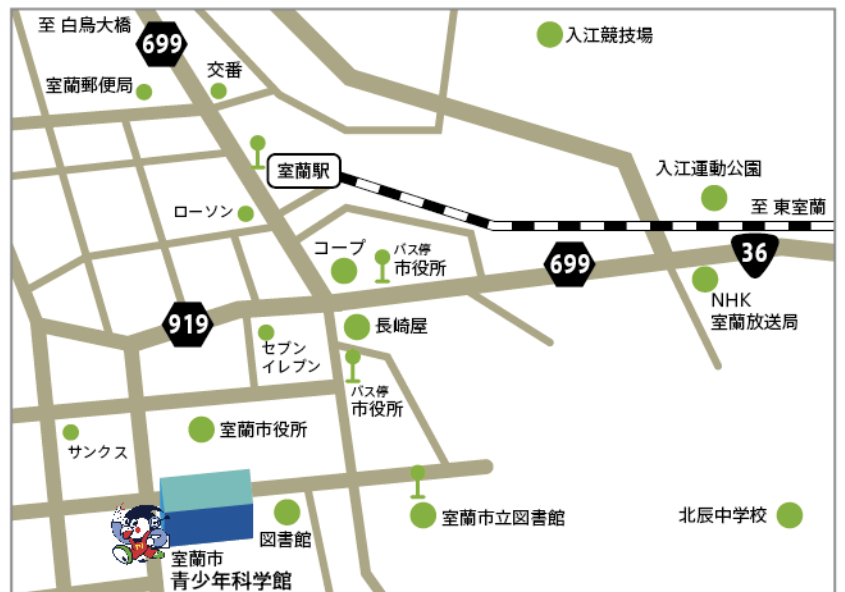 至 白鳥大橋
699
交番
室蘭郵便局
入江競技場
室蘭駅
入江運動公園
至 東室蘭
ローソン
コープ
バス停
市役所
699
36
NHK
室蘭放送局
919
長崎屋
セブン
イレブン
バス停
市役所
サンクス
室蘭市役所
図書館
室蘭市立図書館
北辰中学校
室蘭市
青少年科学館